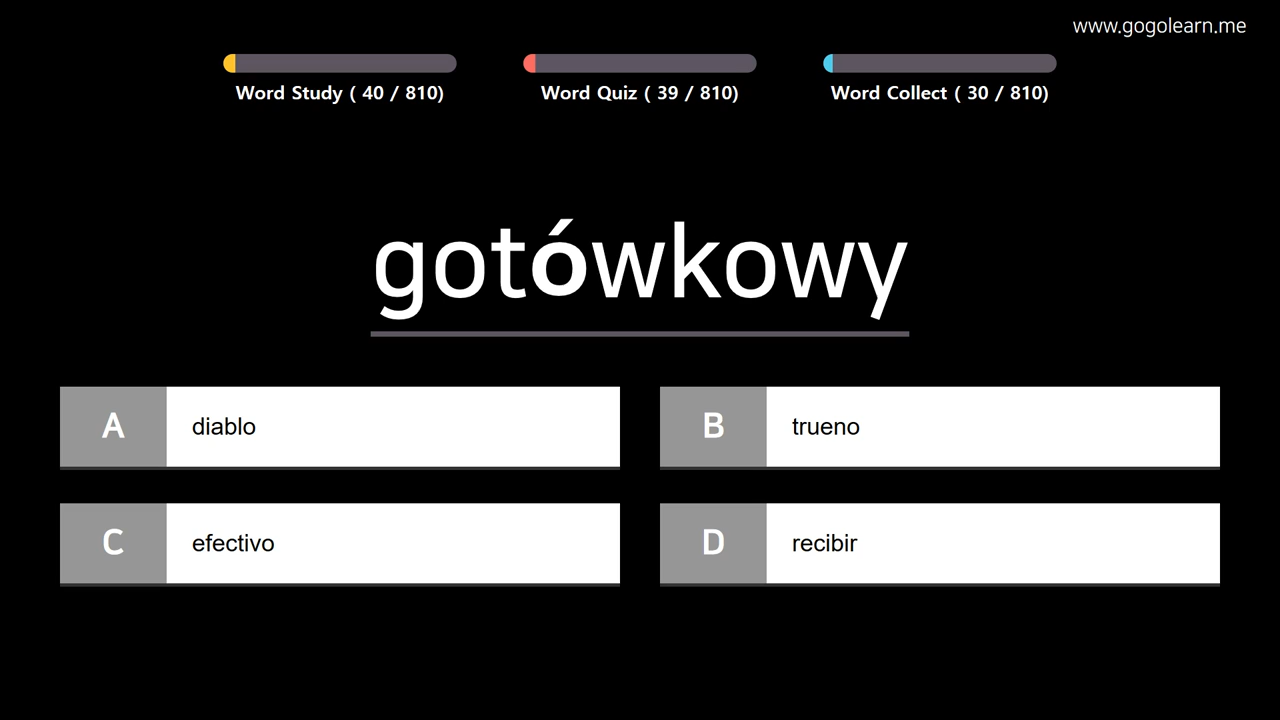 www.gogolearn.me
Word Study ( 40 / 810)
Word Quiz ( 39 / 810)
Word Collect ( 30 / 810)
gotówkowy
A diablo
B trueno
C efectivo
D recibir